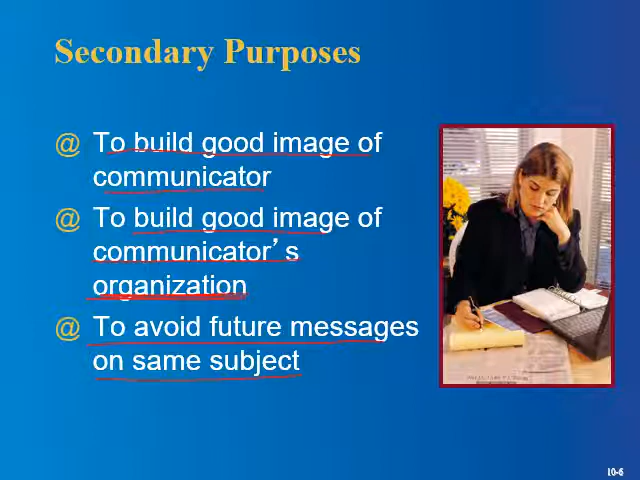 Secondary Purposes
@ To build good image of
communicator
@ To build good image of
communicator's
organization
@ To avoid future messages
on same subject
10-6